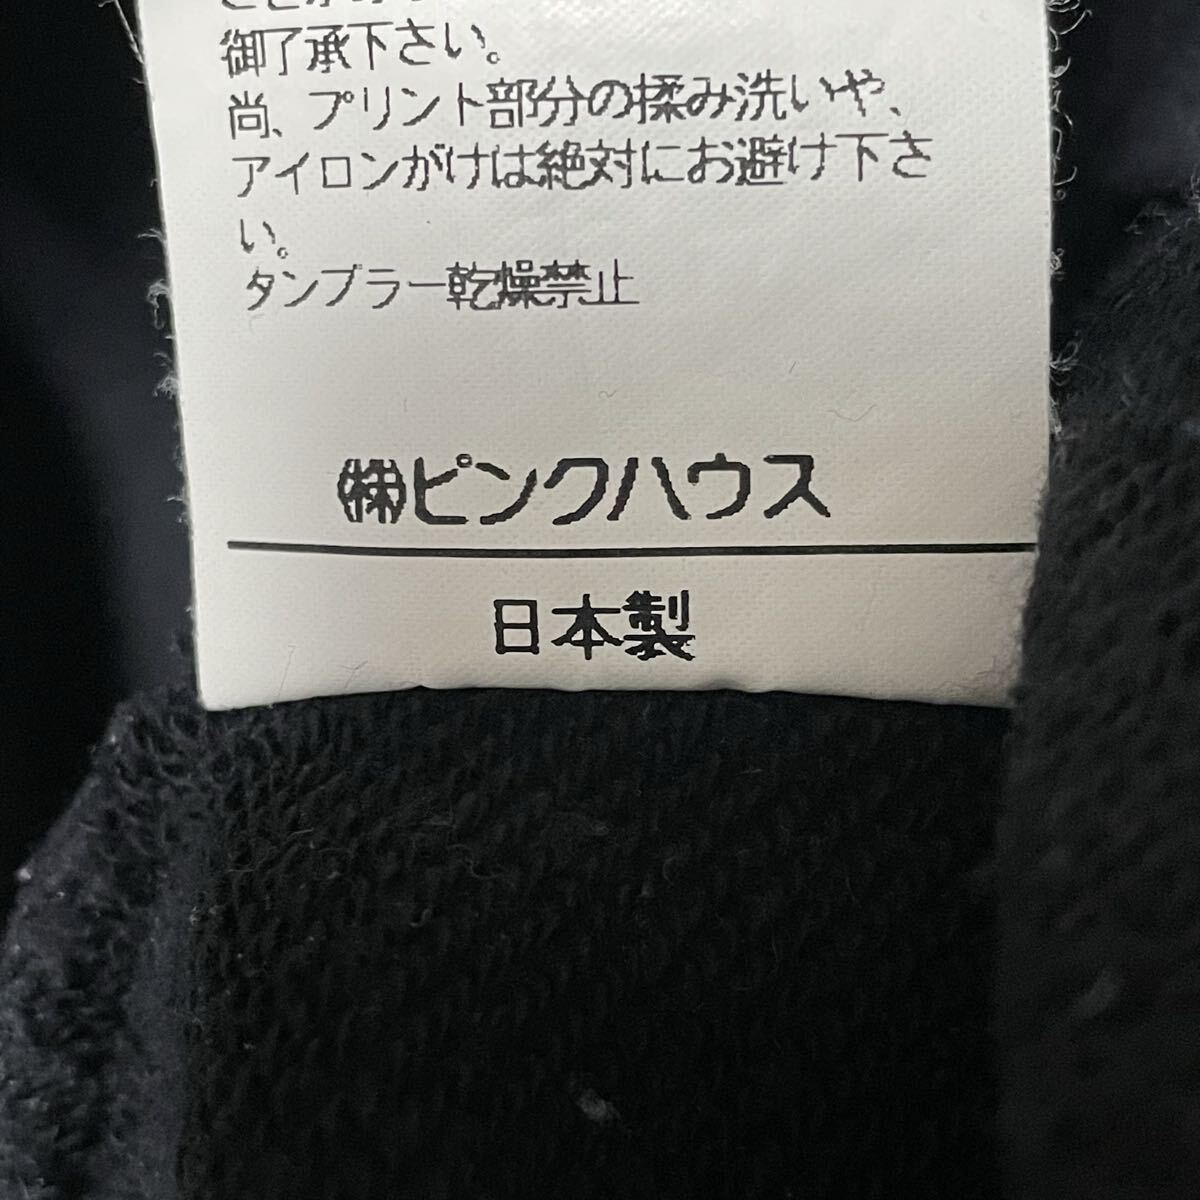 御了承下さい。
尚、プリント部分の揉み洗いや、
アイロンがけは絶対にお避け下さ
い。
タンブラー乾燥禁止
㈱ピンクハウス
日本製